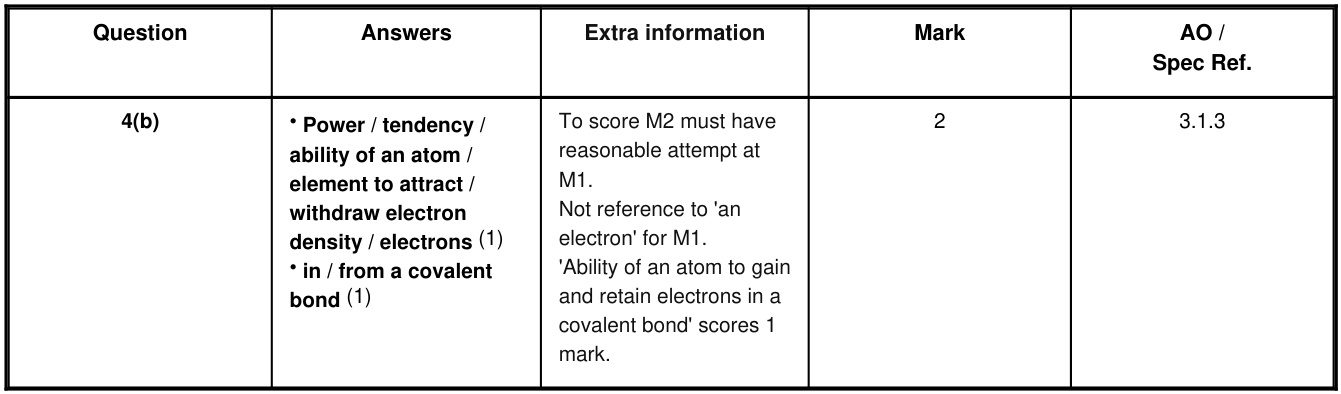 Question Answers Extra information Mark AO /
Spec Ref.
4(b)
• Power / tendency /
ability of an atom /
element to attract /
withdraw electron
density / electrons (1)
• in / from a covalent
bond (1)
To score M2 must have
reasonable attempt at
M1.
Not reference to 'an
electron' for M1.
'Ability of an atom to gain
and retain electrons in a
covalent bond' scores 1
mark.
2
3.1.3